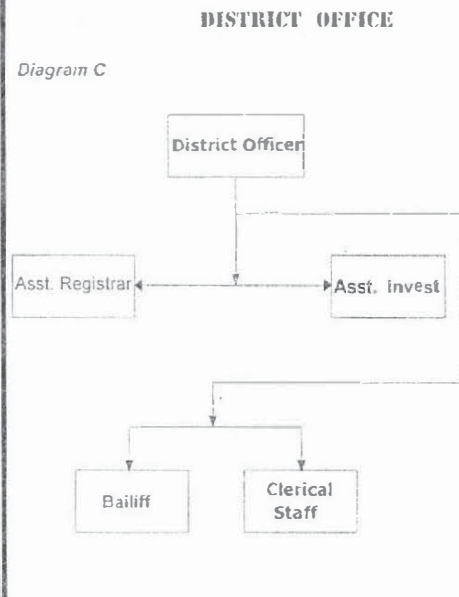 DISTRICT OFFICE
Diagram C
District Officer
Asst. Registrar
Asst. invest
Bailiff
Clerical
Staff